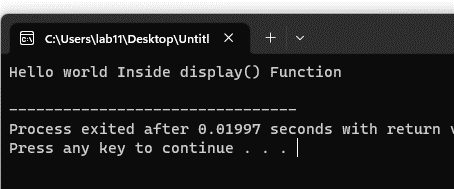 C:\Users\lab11\Desktop\Untitl
Hello world Inside display() Function
--------------------------------
Process exited after 0.01997 seconds with return
Press any key to continue . . .